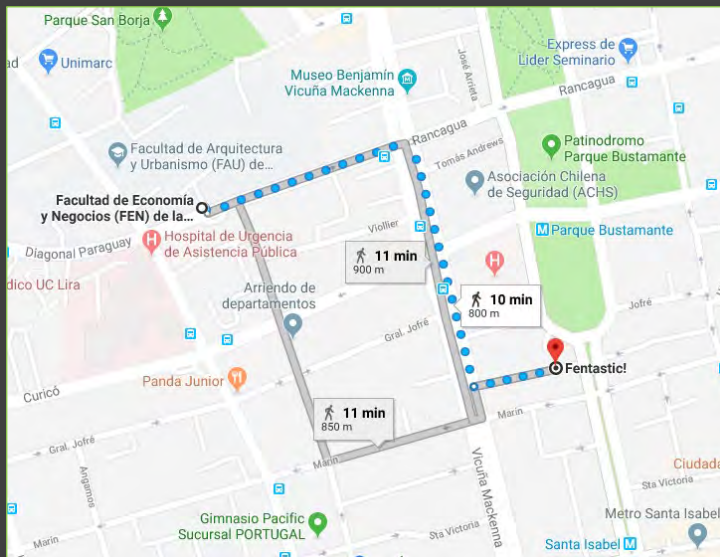 Parque San Borja
Unimarc
Museo Benjamín
Vicuña Mackenna
José Arrieta
Express de
Lider Seminario
Rancagua
Rancagua
Tomás Andrews
Patinodromo
Parque Bustamante
Facultad de Arquitectura
y Urbanismo (FAU) de...
Asociación Chilena
de Seguridad (ACHS)
Facultad de Economía
y Negocios (FEN) de la...
Viollier
M Parque Bustamante
Diagonal Paraguay
H Hospital de Urgencia
de Asistencia Pública
11 min
900 m
H
dico UC Lira
Arriendo de
departamentos
10 min
800 m
Jofré
Gral. Jofré
Fentastic!
Panda Junior
Curicó
11 min
850 m
Marín
Gral. Jofré
Marín
Angamos
Vicuña Mackenna
Ciudada
Sta Victoria
Gimnasio Pacific
Sucursal PORTUGAL
Metro Santa Isabel
Marín
Sta Victoria
Santa Isabel M